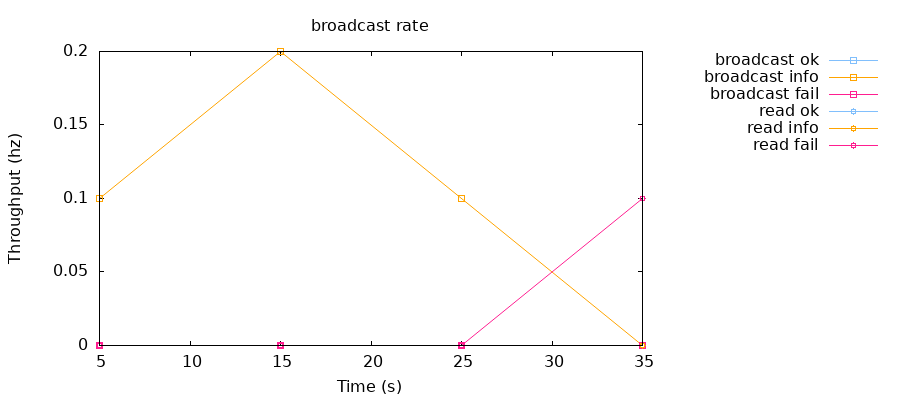 broadcast rate
Throughput (hz)
0.2
0.15
0.1
0.05
0
5
10
15
20
25
30
35
Time (s)
broadcast ok
broadcast info
broadcast fail
read ok
read info
read fail